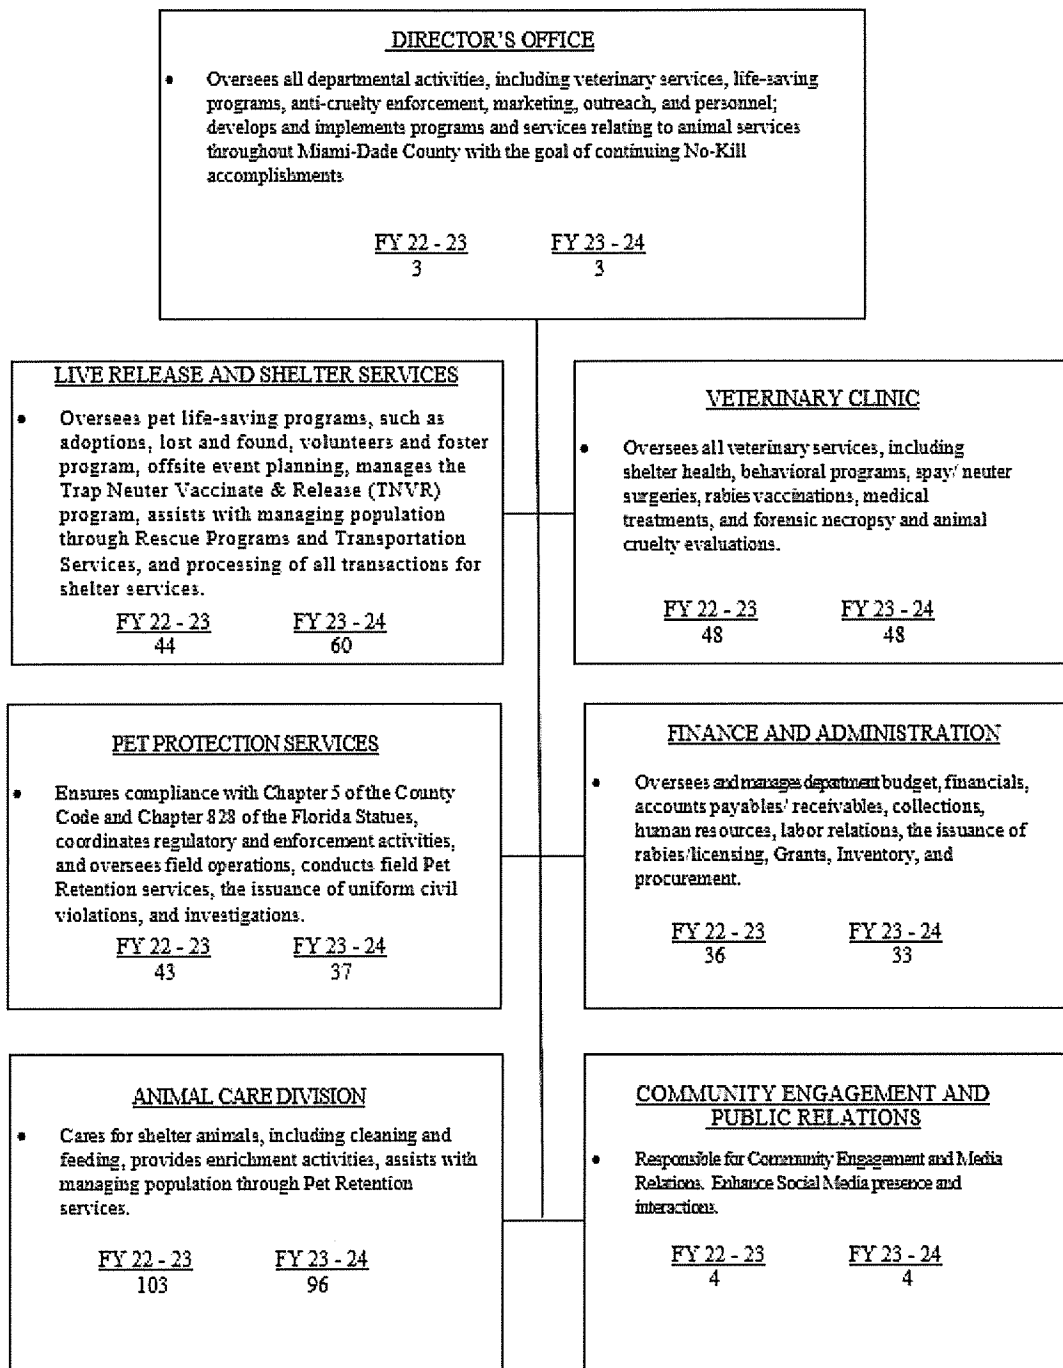 DIRECTOR'S OFFICE
• Oversees all departmental activities, including veterinary services, life-saving
programs, anti-cruelty enforcement, marketing, outreach, and personnel;
develops and implements programs and services relating to animal services
throughout Miami-Dade County with the goal of continuing No-Kill
accomplishments
FY 22 - 23 FY 23 - 24
3 3
LIVE RELEASE AND SHELTER SERVICES
• Oversees pet life-saving programs, such as
adoptions, lost and found, volunteers and foster
program, offsite event planning, manages the
Trap Neuter Vaccinate & Release (TNVR)
program, assists with managing population
through Rescue Programs and Transportation
Services, and processing of all transactions for
shelter services.
FY 22 - 23 FY 23 - 24
44 60
VETERINARY CLINIC
• Oversees all veterinary services, including
shelter health, behavioral programs, spay/ neuter
surgeries, rabies vaccinations, medical
treatments, and forensic necropsy and animal
cruelty evaluations.
FY 22 - 23 FY 23 - 24
48 48
PET PROTECTION SERVICES
• Ensures compliance with Chapter 5 of the County
Code and Chapter 828 of the Florida Statues,
coordinates regulatory and enforcement activities,
and oversees field operations, conducts field Pet
Retention services, the issuance of uniform civil
violations, and investigations.
FY 22 - 23 FY 23 - 24
43 37
FINANCE AND ADMINISTRATION
• Oversees and manages department budget, financials,
accounts payables/ receivables, collections,
human resources, labor relations, the issuance of
rabies/licensing, Grants, Inventory, and
procurement.
FY 22 - 23 FY 23 - 24
36 33
ANIMAL CARE DIVISION
• Cares for shelter animals, including cleaning and
feeding, provides enrichment activities, assists with
managing population through Pet Retention
services.
FY 22 - 23 FY 23 - 24
103 96
COMMUNITY ENGAGEMENT AND
PUBLIC RELATIONS
• Responsible for Community Engagement and Media
Relations. Enhance Social Media presence and
interactions.
FY 22 - 23 FY 23 - 24
4 4